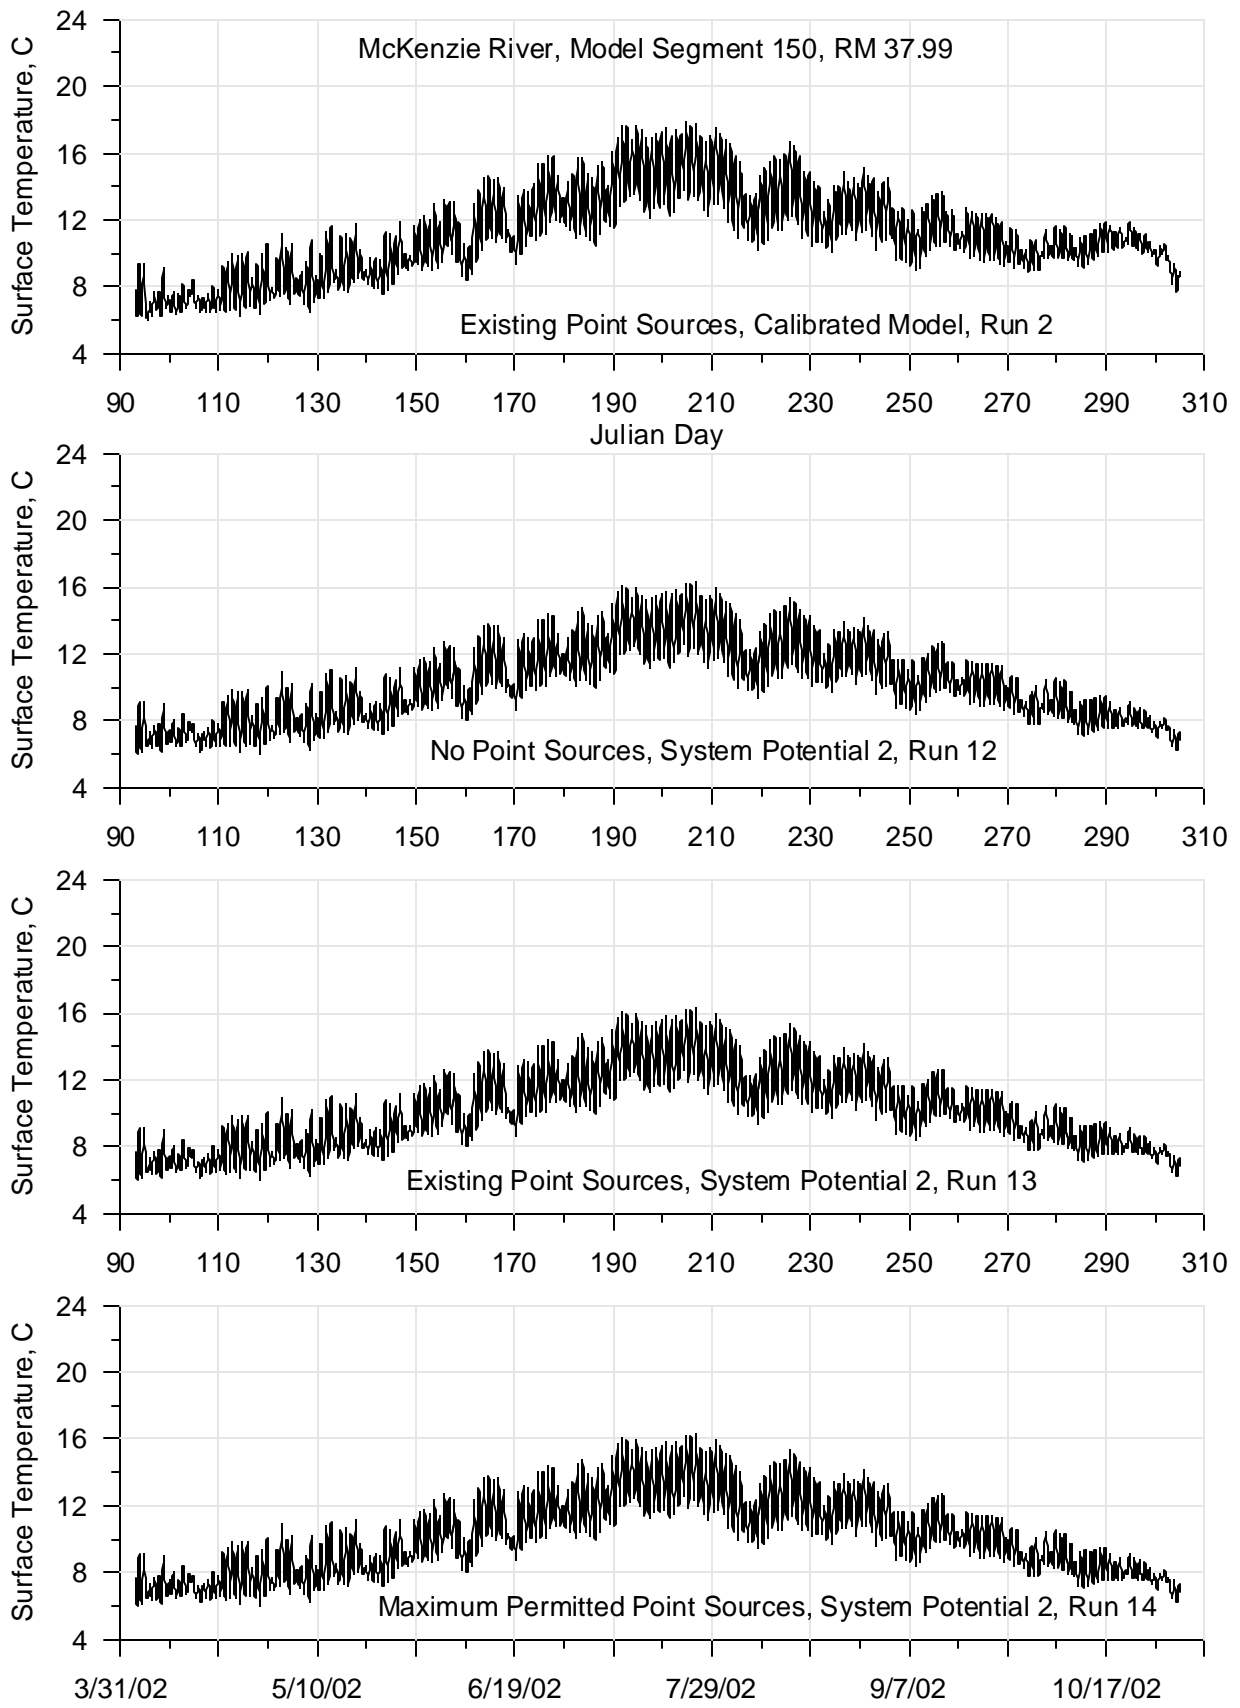 McKenzie River, Model Segment 150, RM 37.99
Surface Temperature, C
24
20
16
12
8
4
Existing Point Sources, Calibrated Model, Run 2
90 110 130 150 170 190 210 230 250 270 290 310
Julian Day
Surface Temperature, C
24
20
16
12
8
4
No Point Sources, System Potential 2, Run 12
90 110 130 150 170 190 210 230 250 270 290 310
Surface Temperature, C
24
20
16
12
8
4
Existing Point Sources, System Potential 2, Run 13
90 110 130 150 170 190 210 230 250 270 290 310
Surface Temperature, C
24
20
16
12
8
4
Maximum Permitted Point Sources, System Potential 2, Run 14
3/31/02 5/10/02 6/19/02 7/29/02 9/7/02 10/17/02